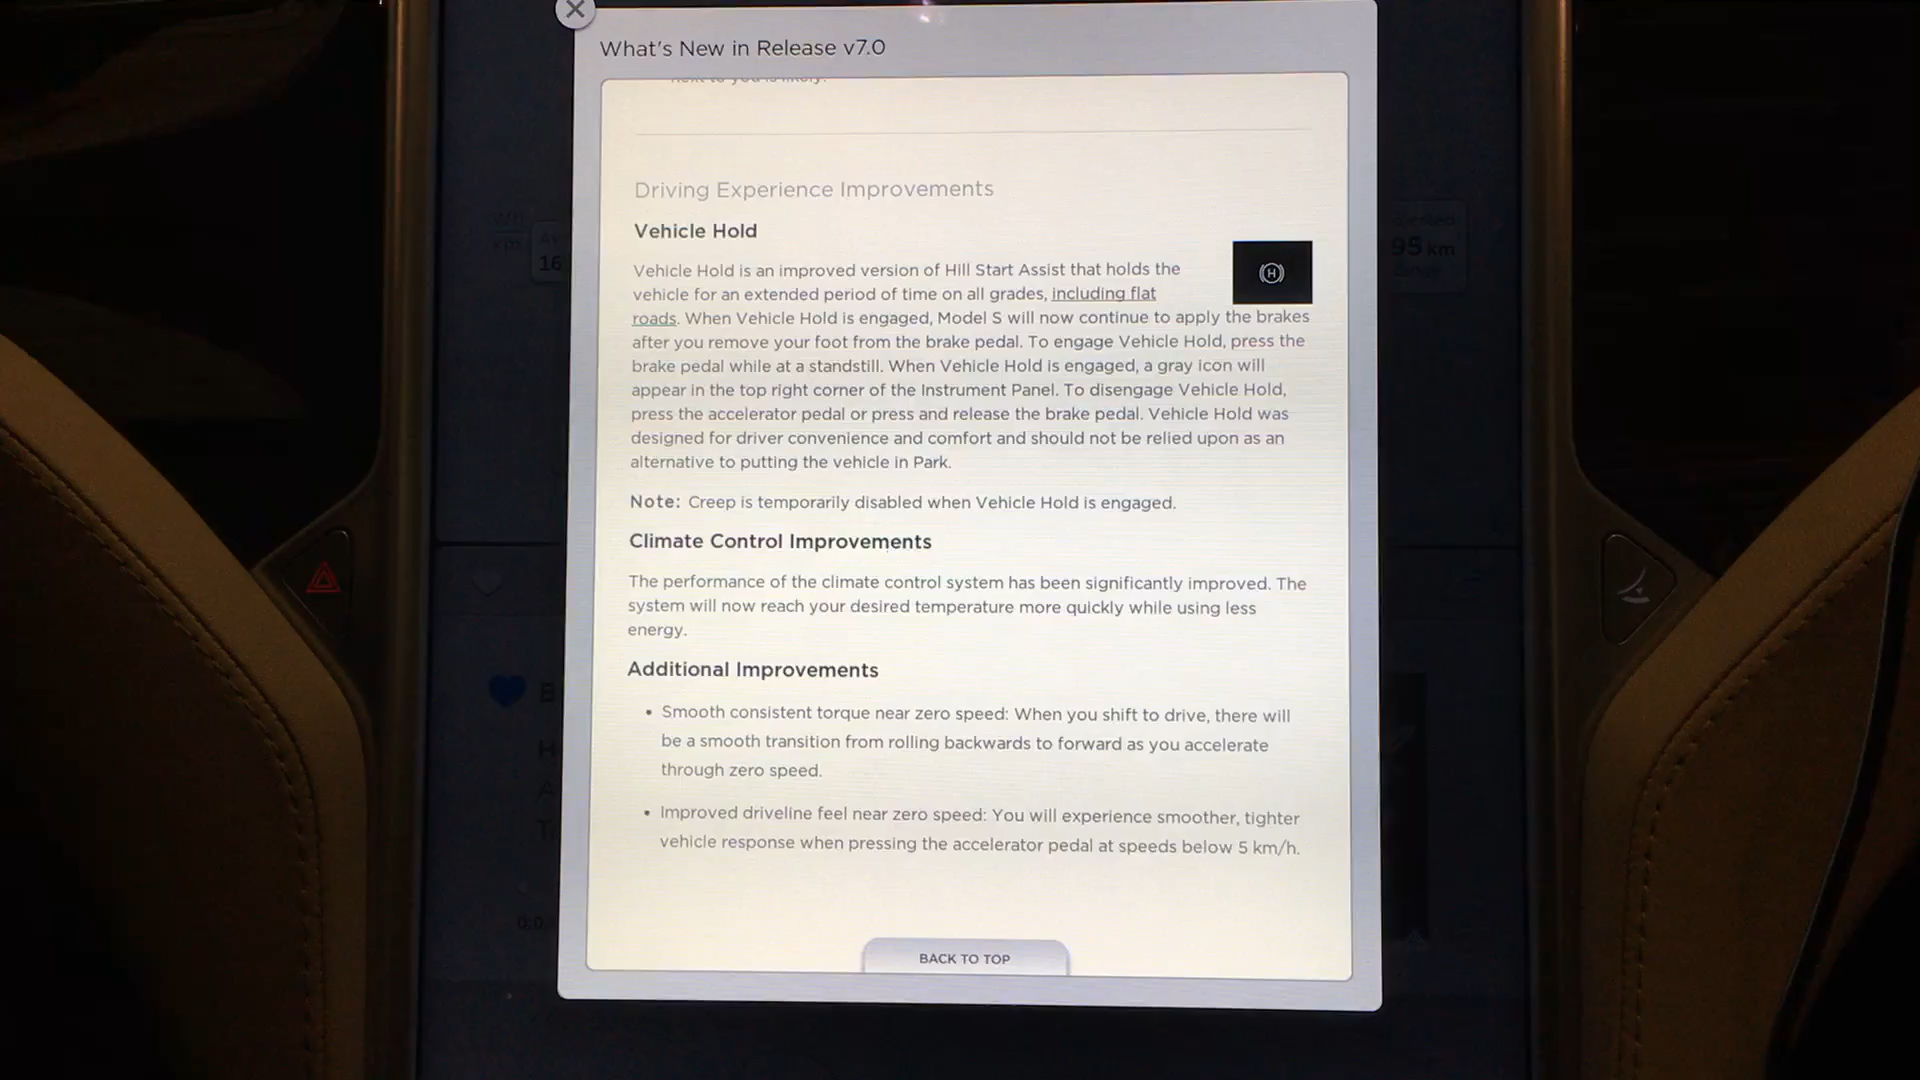 What's New in Release v7.0
next to you is likely.
Driving Experience Improvements
Vehicle Hold
Vehicle Hold is an improved version of Hill Start Assist that holds the
vehicle for an extended period of time on all grades, including flat
roads. When Vehicle Hold is engaged, Model S will now continue to apply the brakes
after you remove your foot from the brake pedal. To engage Vehicle Hold, press the
brake pedal while at a standstill. When Vehicle Hold is engaged, a gray icon will
appear in the top right corner of the Instrument Panel. To disengage Vehicle Hold,
press the accelerator pedal or press and release the brake pedal. Vehicle Hold was
designed for driver convenience and comfort and should not be relied upon as an
alternative to putting the vehicle in Park.
(H)
Note: Creep is temporarily disabled when Vehicle Hold is engaged.
Climate Control Improvements
The performance of the climate control system has been significantly improved. The
system will now reach your desired temperature more quickly while using less
energy.
Additional Improvements
• Smooth consistent torque near zero speed: When you shift to drive, there will
be a smooth transition from rolling backwards to forward as you accelerate
through zero speed.
• Improved driveline feel near zero speed: You will experience smoother, tighter
vehicle response when pressing the accelerator pedal at speeds below 5 km/h.
BACK TO TOP
16
95 km